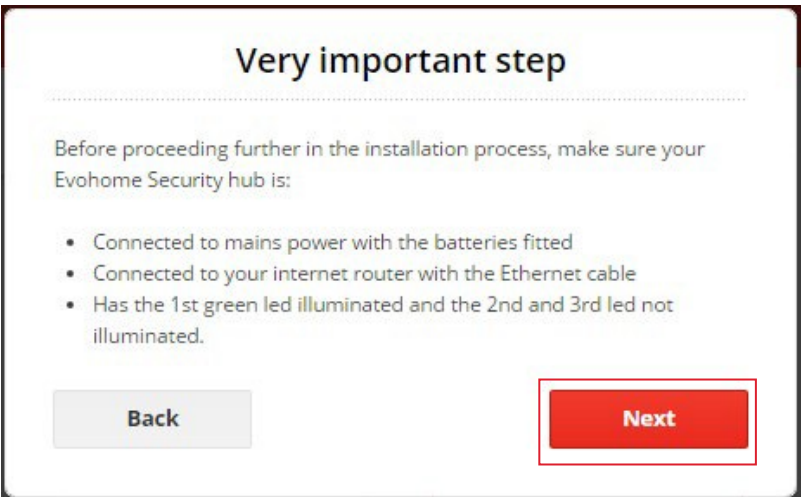 Very important step
Before proceeding further in the installation process, make sure your
Evohome Security hub is:
• Connected to mains power with the batteries fitted
• Connected to your internet router with the Ethernet cable
• Has the 1st green led illuminated and the 2nd and 3rd led not
illuminated.
Back
Next